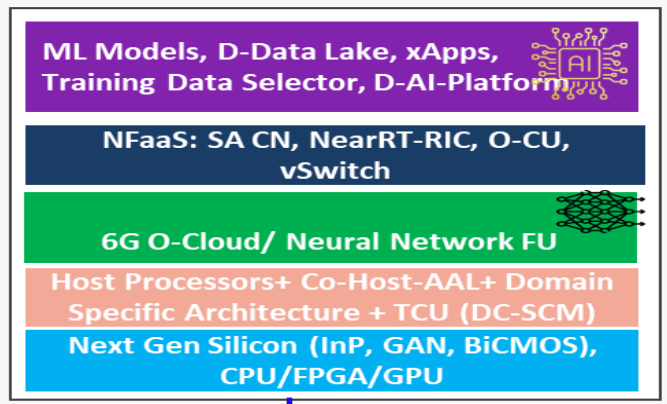 ML Models, D-Data Lake, xApps,
Training Data Selector, D-AI-Platform
AI
NFaaS: SA CN, NearRT-RIC, O-CU,
vSwitch
6G O-Cloud/ Neural Network FU
Host Processors+ Co-Host-AAL+ Domain
Specific Architecture + TCU (DC-SCM)
Next Gen Silicon (InP, GAN, BiCMOS),
CPU/FPGA/GPU